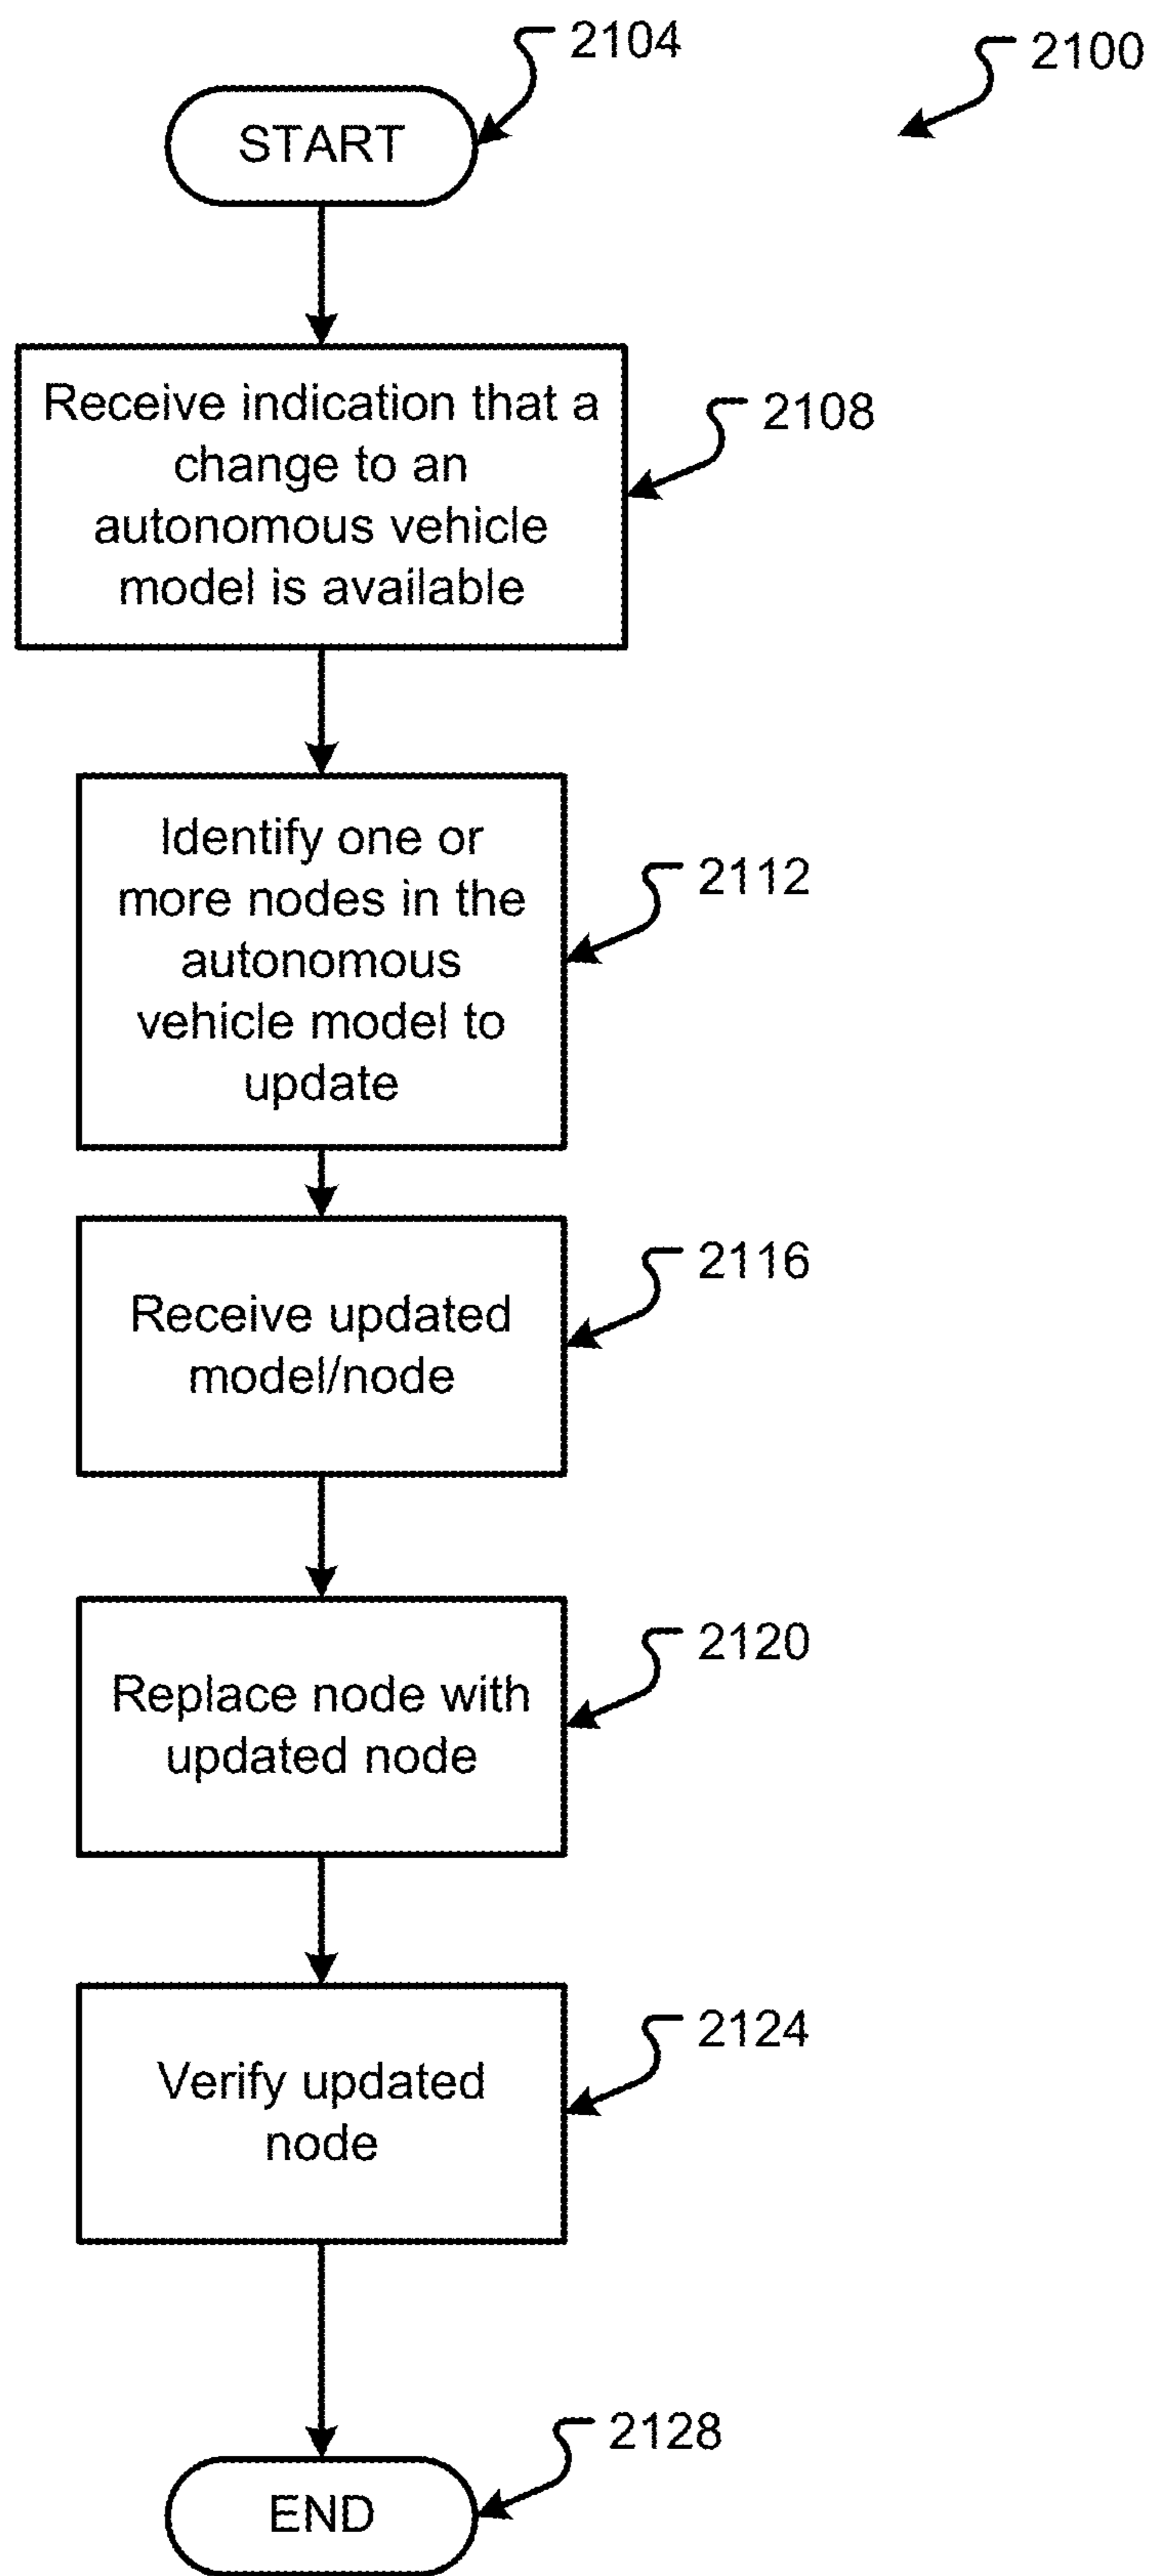 2104
2100
START
Receive indication that a
change to an
autonomous vehicle
model is available
2108
Identify one or
more nodes in the
autonomous
vehicle model to
update
2112
Receive updated
model/node
2116
Replace node with
updated node
2120
Verify updated
node
2124
END
2128